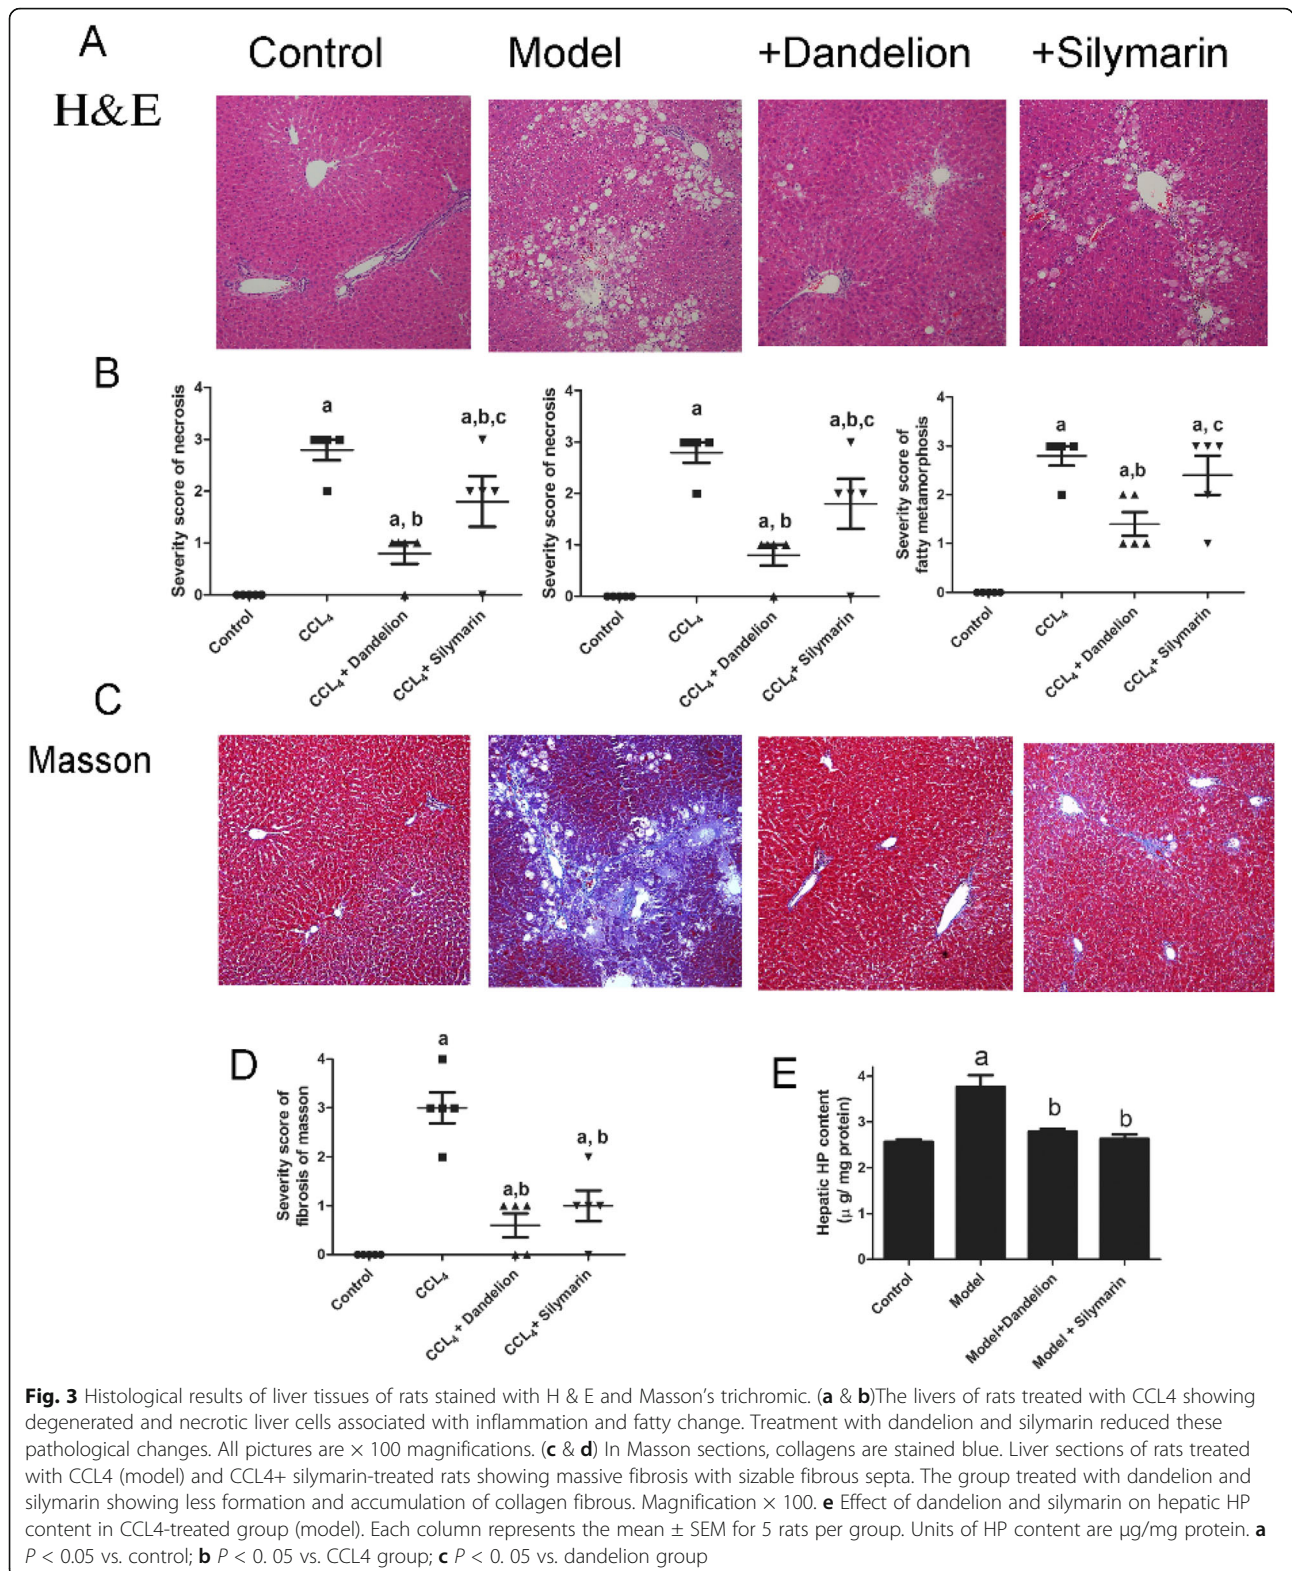 A
Control
Model
+Dandelion
+Silymarin
H&E
B
Severity score of necrosis
4
3
2
1
0
a
a, b
a,b,c
Control
CCL4
CCL4 + Dandelion
CCL4+ Silymarin
Severity score of necrosis
4
3
2
1
0
a
a, b
a,b,c
Control
CCL4
CCL4 + Dandelion
CCL4+ Silymarin
Severity score of
fatty metamorphosis
4
3
2
1
0
a
a,b
a, c
Control
CCL4
CCL4 + Dandelion
CCL4 + Silymarin
C
Masson
D
Severity score of
fibrosis of masson
4
3
2
1
0
a
a,b
a, b
Control
CCL4
CCL4 + Dandelion
CCL4+ Silymarin
E
Hepatic HP content
(μ g/ mg protein)
4
3
2
1
0
a
b
b
Control
Model
Model+Dandelion
Model + Silymarin
Fig. 3 Histological results of liver tissues of rats stained with H & E and Masson's trichromic. (a & b)The livers of rats treated with CCL4 showing
degenerated and necrotic liver cells associated with inflammation and fatty change. Treatment with dandelion and silymarin reduced these
pathological changes. All pictures are × 100 magnifications. (c & d) In Masson sections, collagens are stained blue. Liver sections of rats treated
with CCL4 (model) and CCL4+ silymarin-treated rats showing massive fibrosis with sizable fibrous septa. The group treated with dandelion and
silymarin showing less formation and accumulation of collagen fibrous. Magnification × 100. e Effect of dandelion and silymarin on hepatic HP
content in CCL4-treated group (model). Each column represents the mean ± SEM for 5 rats per group. Units of HP content are μg/mg protein. a
P < 0.05 vs. control; b P < 0. 05 vs. CCL4 group; c P < 0. 05 vs. dandelion group